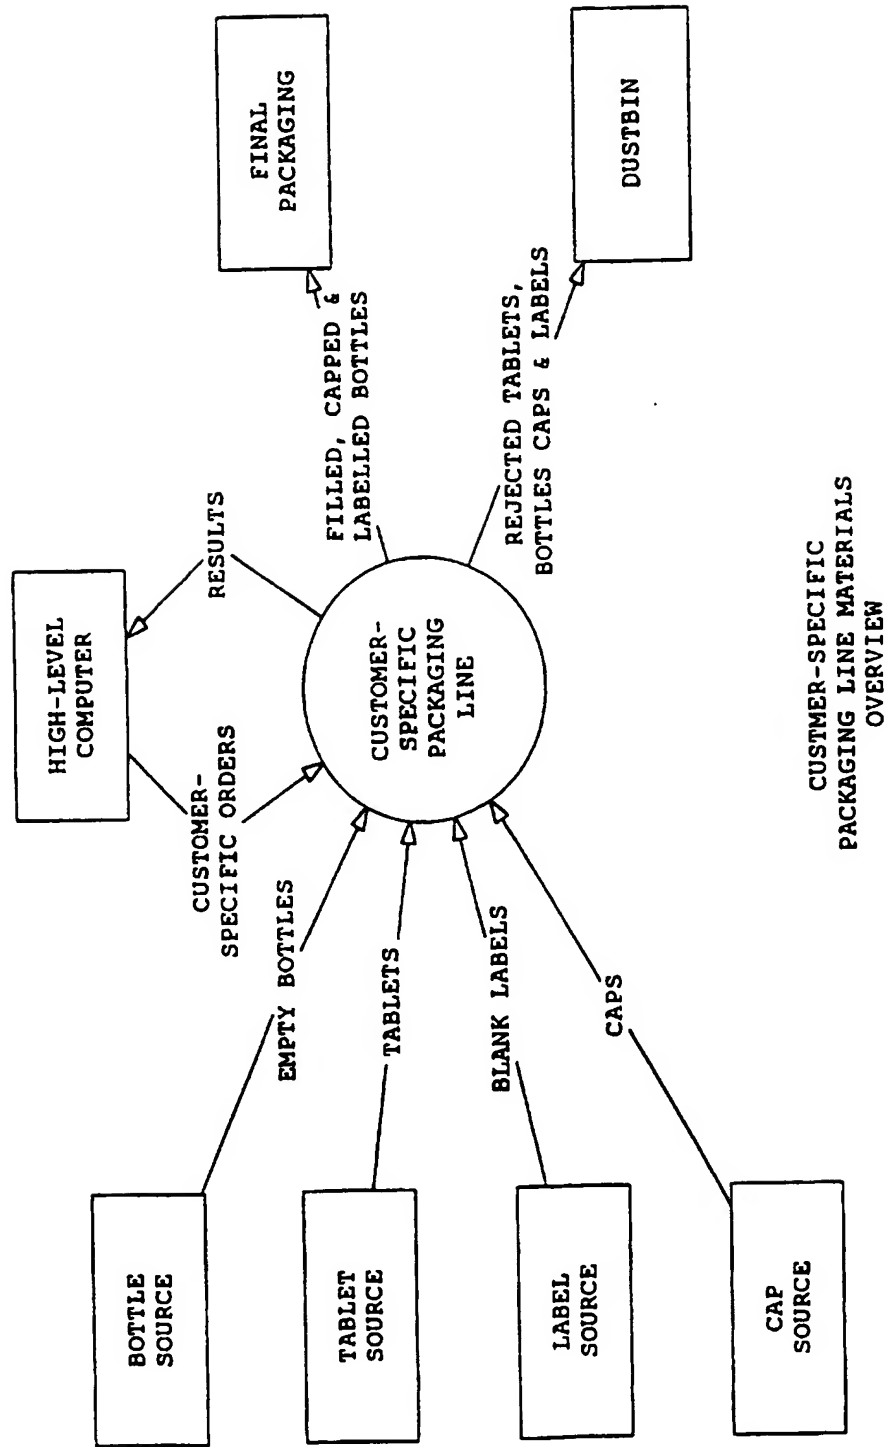 HIGH-LEVEL
COMPUTER
CUSTOMER-
SPECIFIC ORDERS
RESULTS
BOTTLE
SOURCE
EMPTY BOTTLES
TABLET
SOURCE
TABLETS
LABEL
SOURCE
BLANK LABELS
CAP
SOURCE
CAPS
CUSTOMER-
SPECIFIC
PACKAGING
LINE
FILLED, CAPPED &
LABELLED BOTTLES
FINAL
PACKAGING
REJECTED TABLETS,
BOTTLES CAPS & LABELS
DUSTBIN
CUSTMER-SPECIFIC
PACKAGING LINE MATERIALS
OVERVIEW